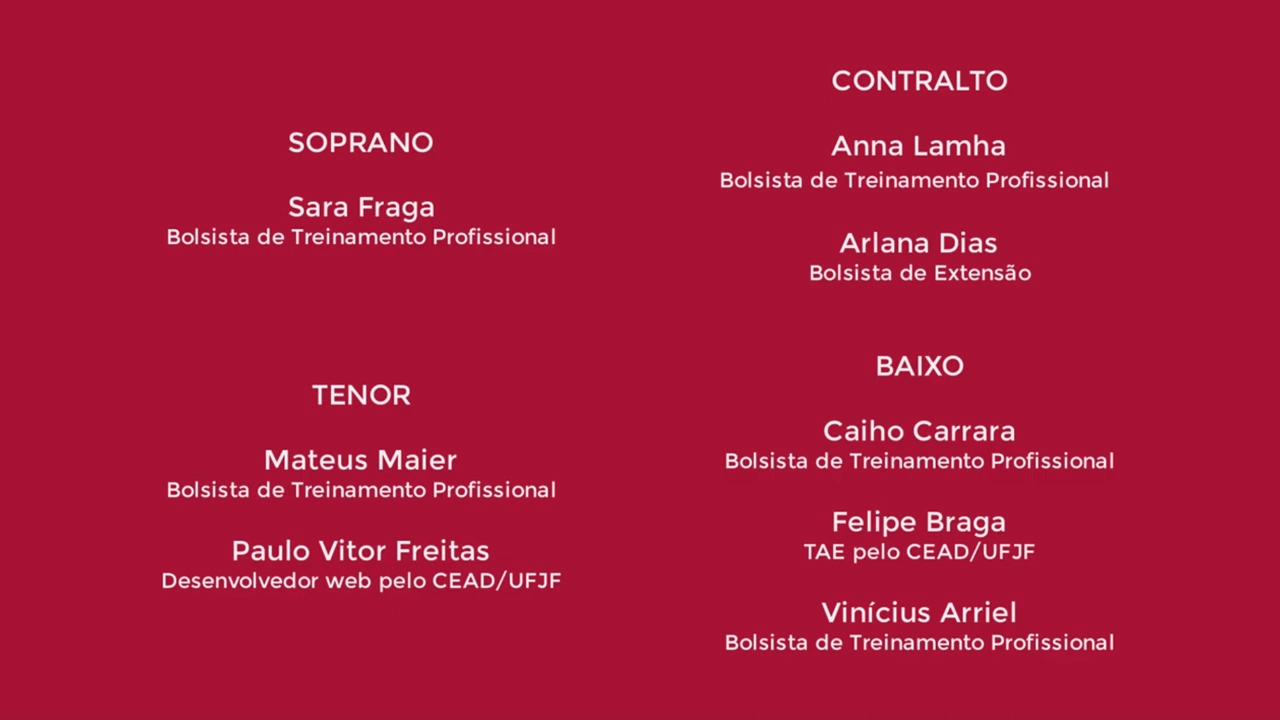 SOPRANO
Sara Fraga
Bolsista de Treinamento Profissional
CONTRALTO
Anna Lamha
Bolsista de Treinamento Profissional
Arlana Dias
Bolsista de Extensão
TENOR
Mateus Maier
Bolsista de Treinamento Profissional
Paulo Vitor Freitas
Desenvolvedor web pelo CEAD/UFJF
BAIXO
Caiho Carrara
Bolsista de Treinamento Profissional
Felipe Braga
TAE pelo CEAD/UFJF
Vinícius Arriel
Bolsista de Treinamento Profissional